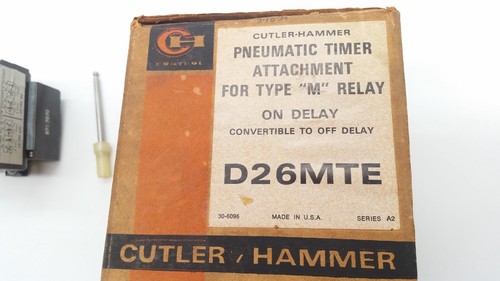 CUTLER-HAMMER
PNEUMATIC TIMER
ATTACHMENT
FOR TYPE "M" RELAY
ON DELAY
CONVERTIBLE TO OFF DELAY
D26MTE
30-6096 MADE IN U.S.A. SERIES A2
CUTLER / HAMMER